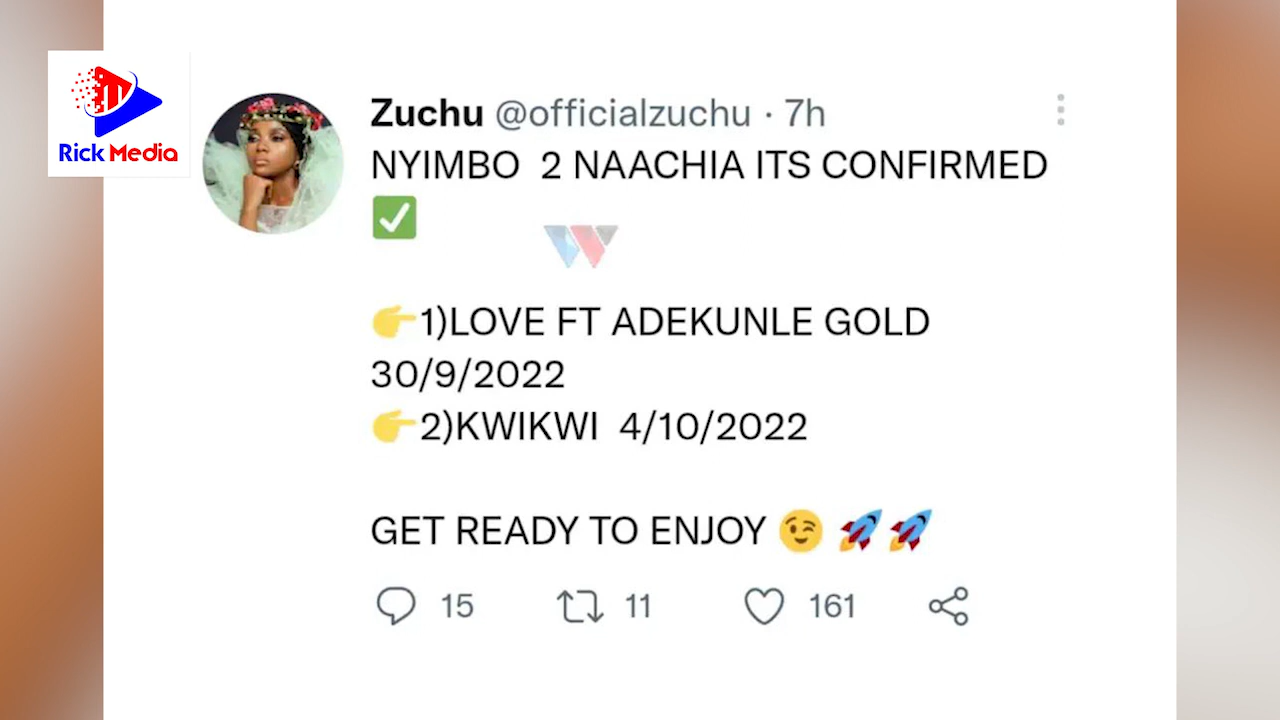 Rick Media
Zuchu @officialzuchu · 7h
NYIMBO 2 NAACHIA ITS CONFIRMED
✅
👉1)LOVE FT ADEKUNLE GOLD
30/9/2022
👉2)KWIKWI 4/10/2022
GET READY TO ENJOY 😉 🚀🚀
15 11 161